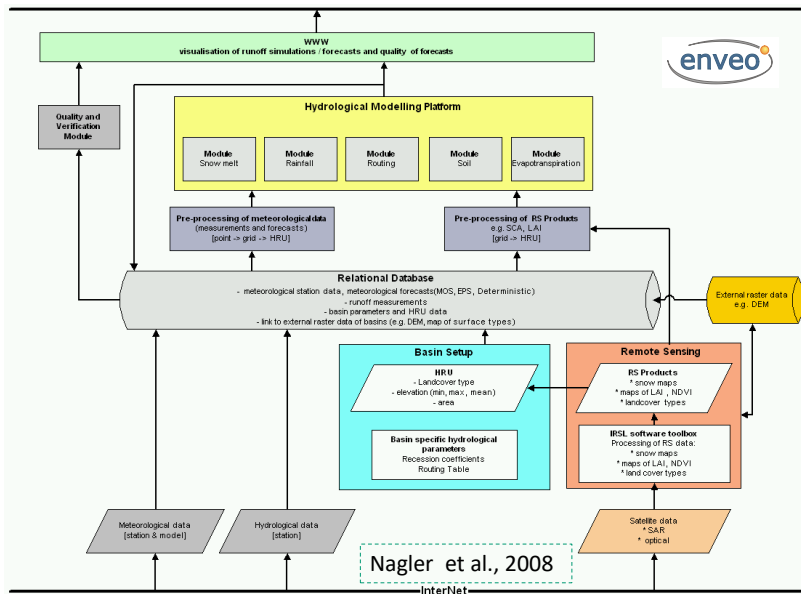 WWW
visualisation of runoff simulations / forecasts and quality of forecasts
enveo
Quality and
Verification
Module
Hydrological Modelling Platform
Module
Snow melt
Module
Rainfall
Module
Routing
Module
Soil
Module
Evapotranspiration
Pre-processing of meteorological data
(measurements and forecasts)
[point -> grid -> HRU]
Pre-processing of RS Products
e.g. SCA, LAI
[grid -> HRU]
Relational Database
- meteorological station data, meteorological forecasts(MOS, EPS, Deterministic)
- runoff measurements
- basin parameters and HRU data
- link to external raster data of basins (e.g. DEM, map of surface types)
External raster data
e.g. DEM
Basin Setup
HRU
- Landcover type
- elevation (min, max, mean)
- area
Basin specific hydrological
parameters
Recession coefficients
Routing Table
Remote Sensing
RS Products
* snow maps
* maps of LAI, NDVI
* landcover types
IRSL software toolbox
Processing of RS data:
* snow maps
* maps of LAI, NDVI
* land cover types
Meteorological data
[station & model]
Hydrological data
[station]
Satellite data
* SAR
* optical
Nagler et al., 2008
InterNet